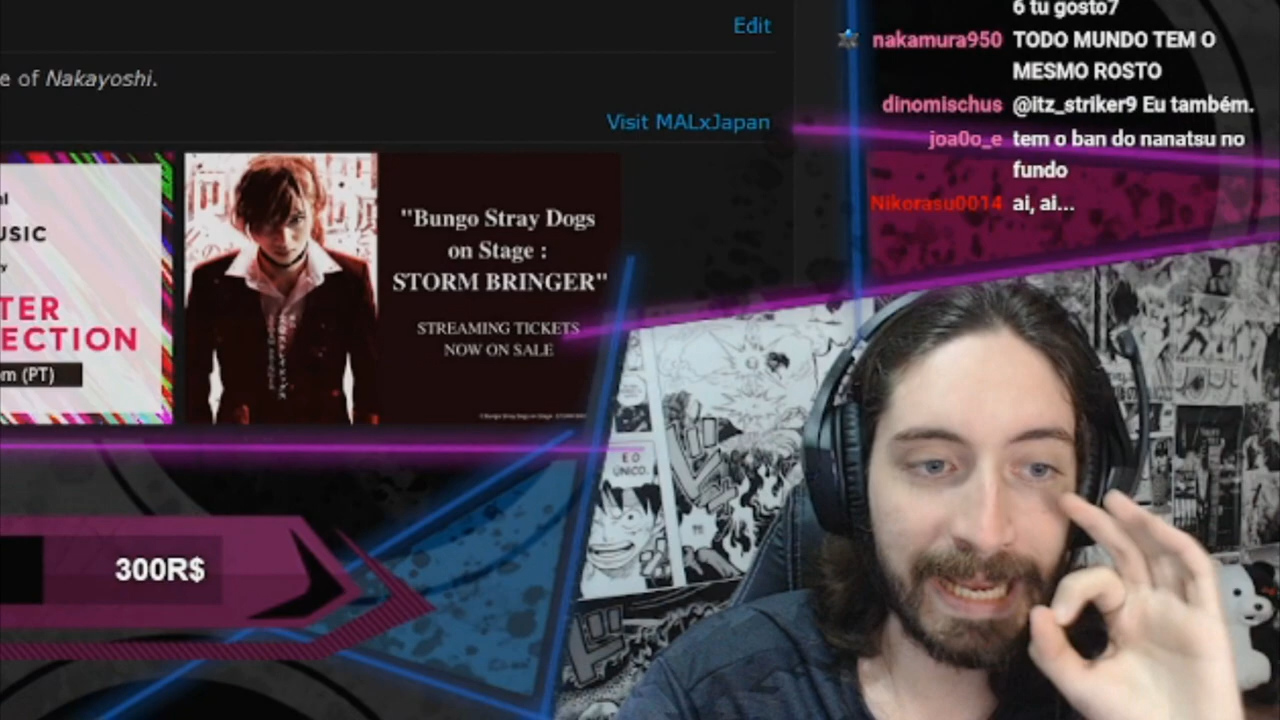 Edit
e of Nakayoshi.
Visit MALxJapan
USIC
TER
ECTION
m (PT)
"Bungo Stray Dogs
on Stage :
STORM BRINGER"
STREAMING TICKETS
NOW ON SALE
300R$
6 tu gosto7
nakamura950 TODO MUNDO TEM O
MESMO ROSTO
dinomischus @itz_striker9 Eu também.
joa0o_e tem o ban do nanatsu no
fundo
Nikorasu0014 ai, ai...
E O
ÚNICO.